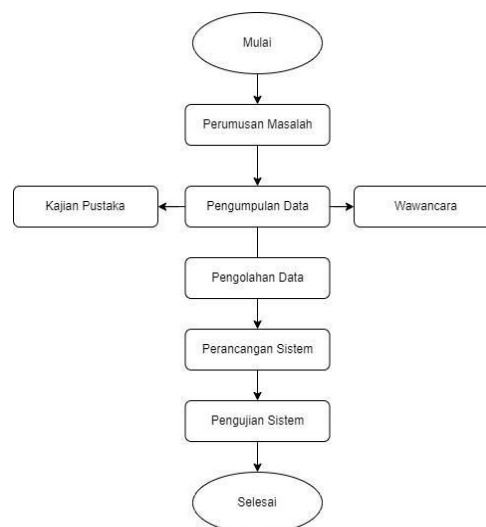 Mulai
Perumusan Masalah
Kajian Pustaka
Pengumpulan Data
Wawancara
Pengolahan Data
Perancangan Sistem
Pengujian Sistem
Selesai